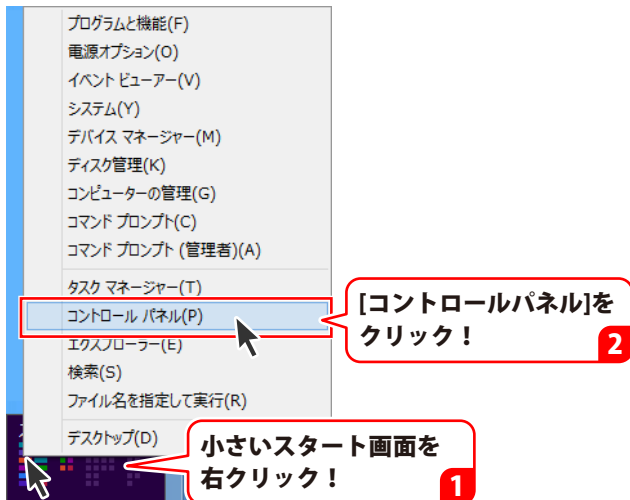 プログラムと機能(F)
電源オプション(O)
イベント ビューアー(V)
システム(Y)
デバイス マネージャー(M)
ディスク管理(K)
コンピューターの管理(G)
コマンド プロンプト(C)
コマンド プロンプト (管理者)(A)
タスク マネージャー(T)
コントロール パネル(P)
エクスプローラー(E)
検索(S)
ファイル名を指定して実行(R)
デスクトップ(D)
[コントロールパネル]を
クリック！
2
小さいスタート画面を
右クリック！
1